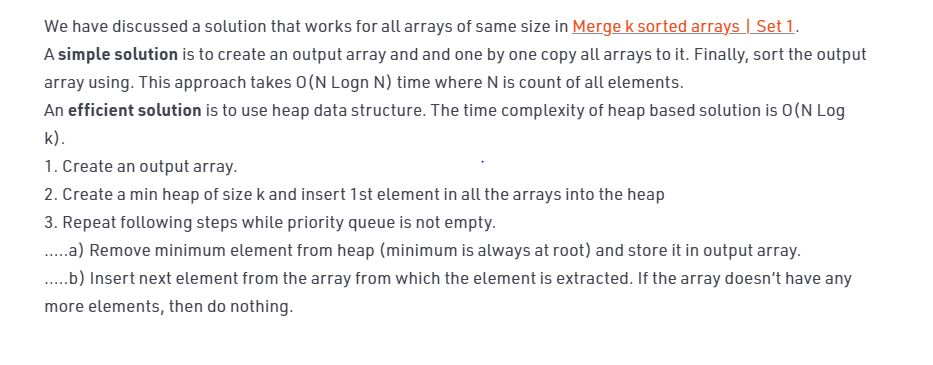 We have discussed a solution that works for all arrays of same size in Merge k sorted arrays | Set 1.
A simple solution is to create an output array and and one by one copy all arrays to it. Finally, sort the output
array using. This approach takes O(N Logn N) time where N is count of all elements.
An efficient solution is to use heap data structure. The time complexity of heap based solution is O(N Log
k).
1. Create an output array.
2. Create a min heap of size k and insert 1st element in all the arrays into the heap
3. Repeat following steps while priority queue is not empty.
.....a) Remove minimum element from heap (minimum is always at root) and store it in output array.
.....b) Insert next element from the array from which the element is extracted. If the array doesn't have any
more elements, then do nothing.